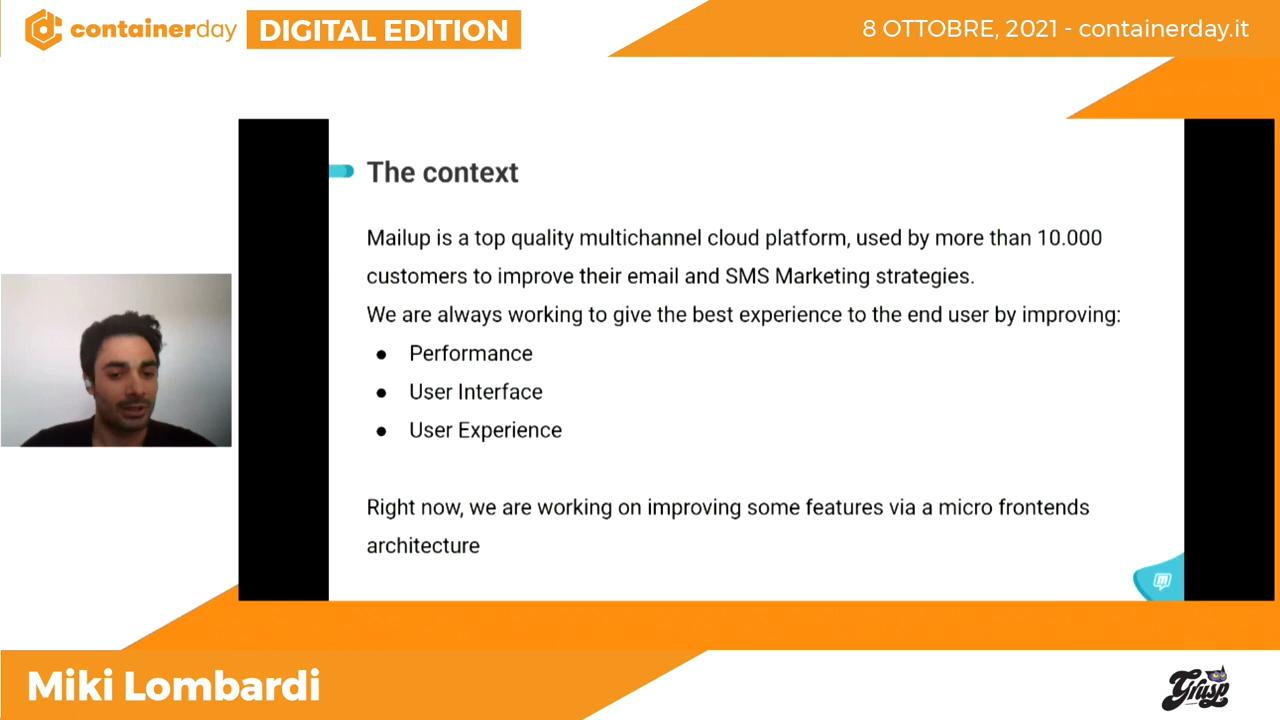 containerday DIGITAL EDITION
8 OTTOBRE, 2021 - containerday.it
The context
Mailup is a top quality multichannel cloud platform, used by more than 10.000
customers to improve their email and SMS Marketing strategies.
We are always working to give the best experience to the end user by improving:
● Performance
● User Interface
● User Experience
Right now, we are working on improving some features via a micro frontends
architecture
Miki Lombardi
Grusp